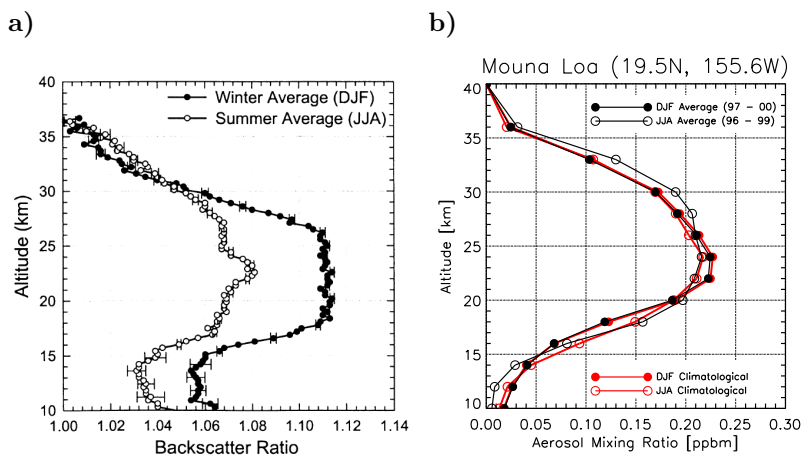 a)
b)
40
35
30
25
20
15
10
Altitude (km)
Winter Average (DJF)
Summer Average (JJA)
1.00 1.02 1.04 1.06 1.08 1.10 1.12 1.14
Backscatter Ratio
Mouna Loa (19.5N, 155.6W)
40
30
20
10
Altitude [km]
DJF Average (97 - 00)
JJA Average (96 - 99)
DJF Climatological
JJA Climatological
0.00 0.05 0.10 0.15 0.20 0.25 0.30
Aerosol Mixing Ratio [ppbm]